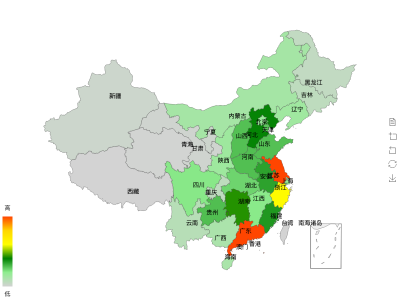 黑龙江
吉林
新疆
辽宁
内蒙古
北京
天津
宁夏
山西
河北
山东
青海
甘肃
河南
陕西
江苏
安徽
上海
西藏
四川
湖北
重庆
浙江
江西
湖南
贵州
福建
云南
台湾
南海诸岛
广东
广西
香港
澳门
海南
高
低